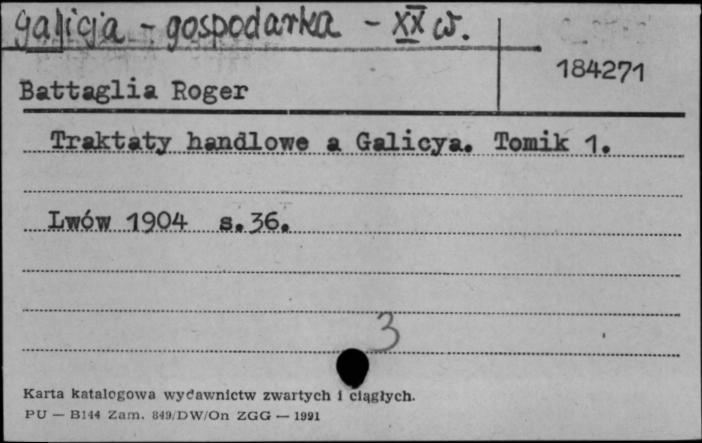 galicja - gospodarka - XX w.
184271
Battaglia Roger
Traktaty handlowe a Galicya. Tomik 1.
Lwów 1904 s. 36.
3
Karta katalogowa wydawnictw zwartych i ciągłych.
PU — B144 Zam. 849/DW/On ZGG — 1991